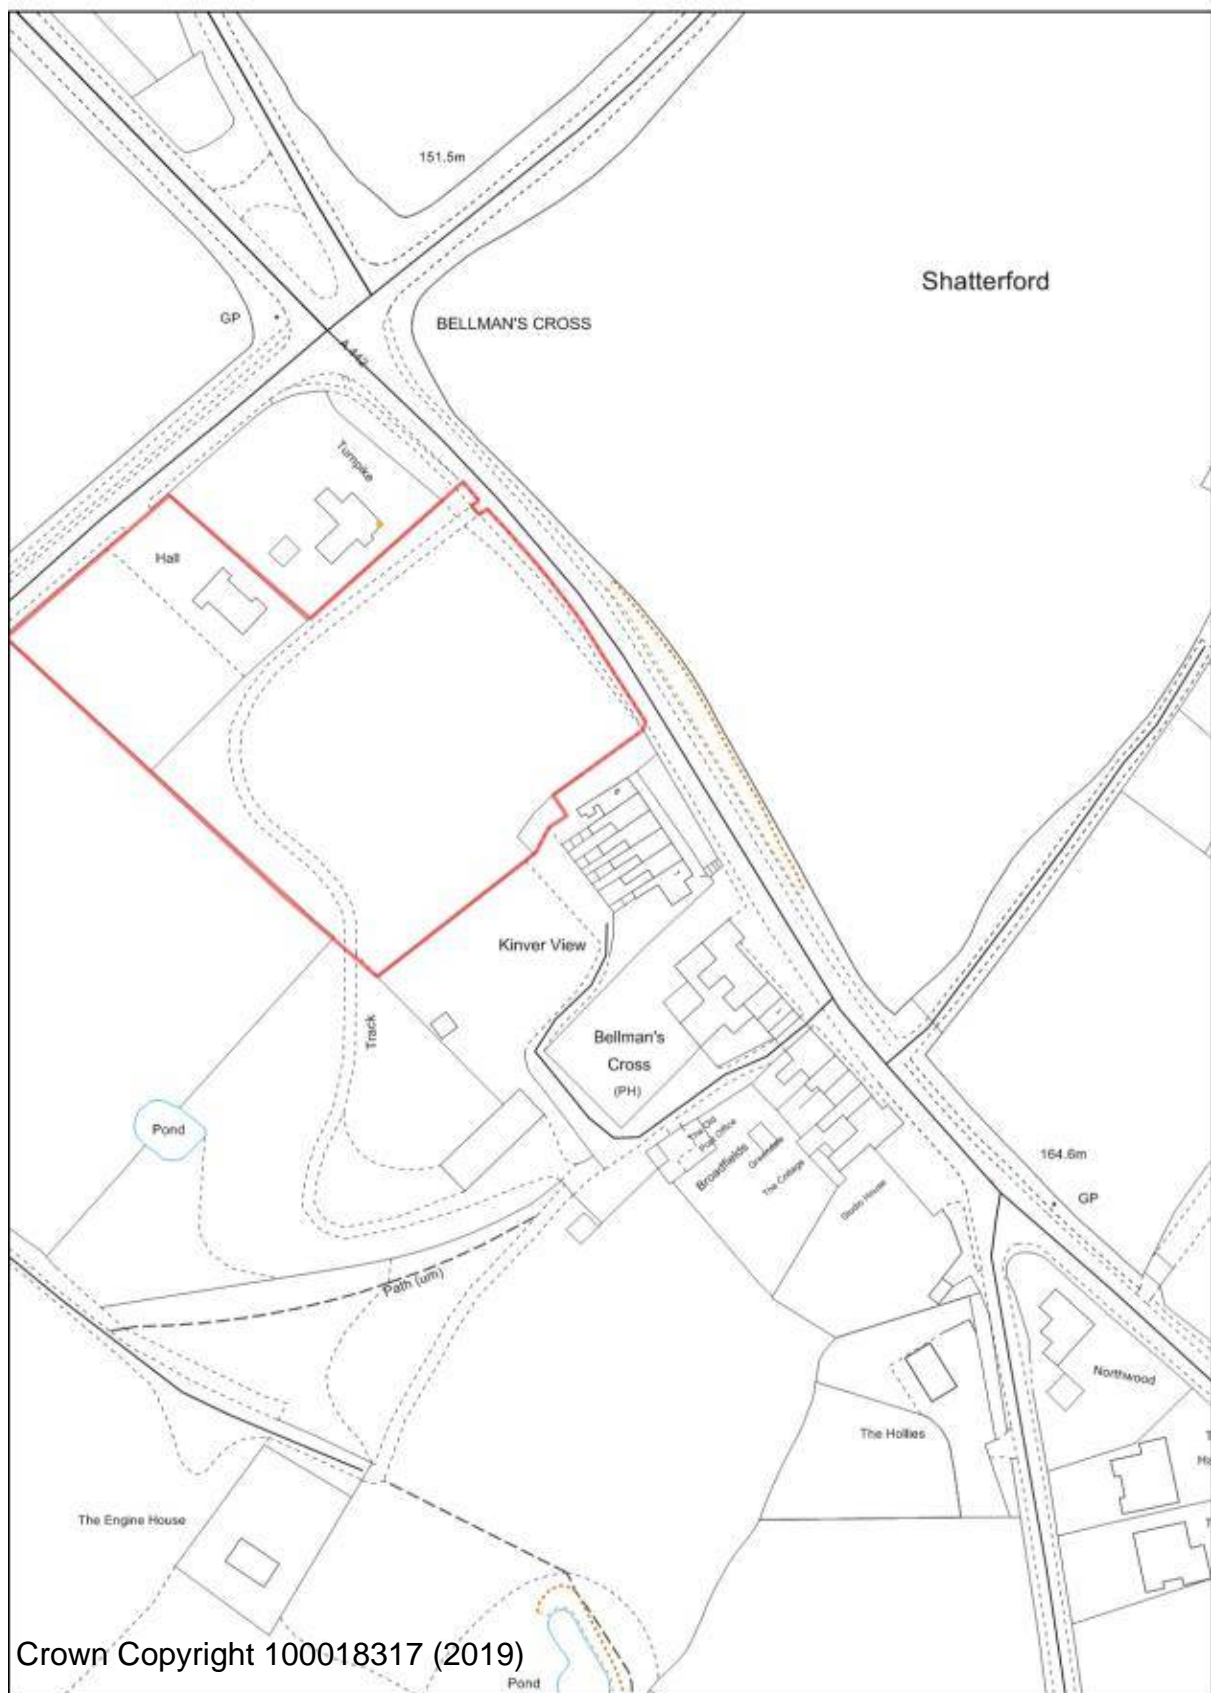 151.5m
Shatterford
GP
BELLMAN'S CROSS
A 442
Turnpike
Hall
Kinver View
Track
Bellman's
Cross
(PH)
Pond
The Old
Post Office
Broadfields
Greendale
The Cottage
Studio House
164.6m
GP
Path (um)
Northwood
The Hollies
The Engine House
Crown Copyright 100018317 (2019)
Pond